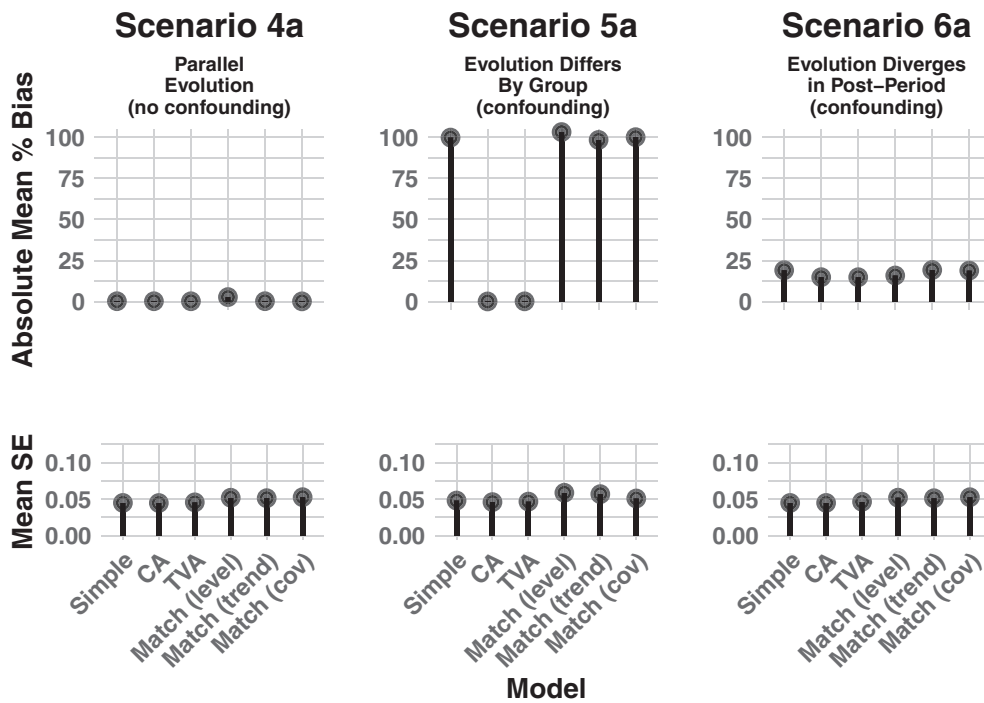 Scenario 4a
Scenario 5a
Scenario 6a
Parallel
Evolution
(no confounding)
Evolution Differs
By Group
(confounding)
Evolution Diverges
in Post−Period
(confounding)
Absolute Mean % Bias
100
75
50
25
0
100
75
50
25
0
100
75
50
25
0
Mean SE
0.10
0.05
0.00
0.10
0.05
0.00
0.10
0.05
0.00
Simple
CA
TVA
Match (level)
Match (trend)
Match (cov)
Simple
CA
TVA
Match (level)
Match (trend)
Match (cov)
Simple
CA
TVA
Match (level)
Match (trend)
Match (cov)
Model